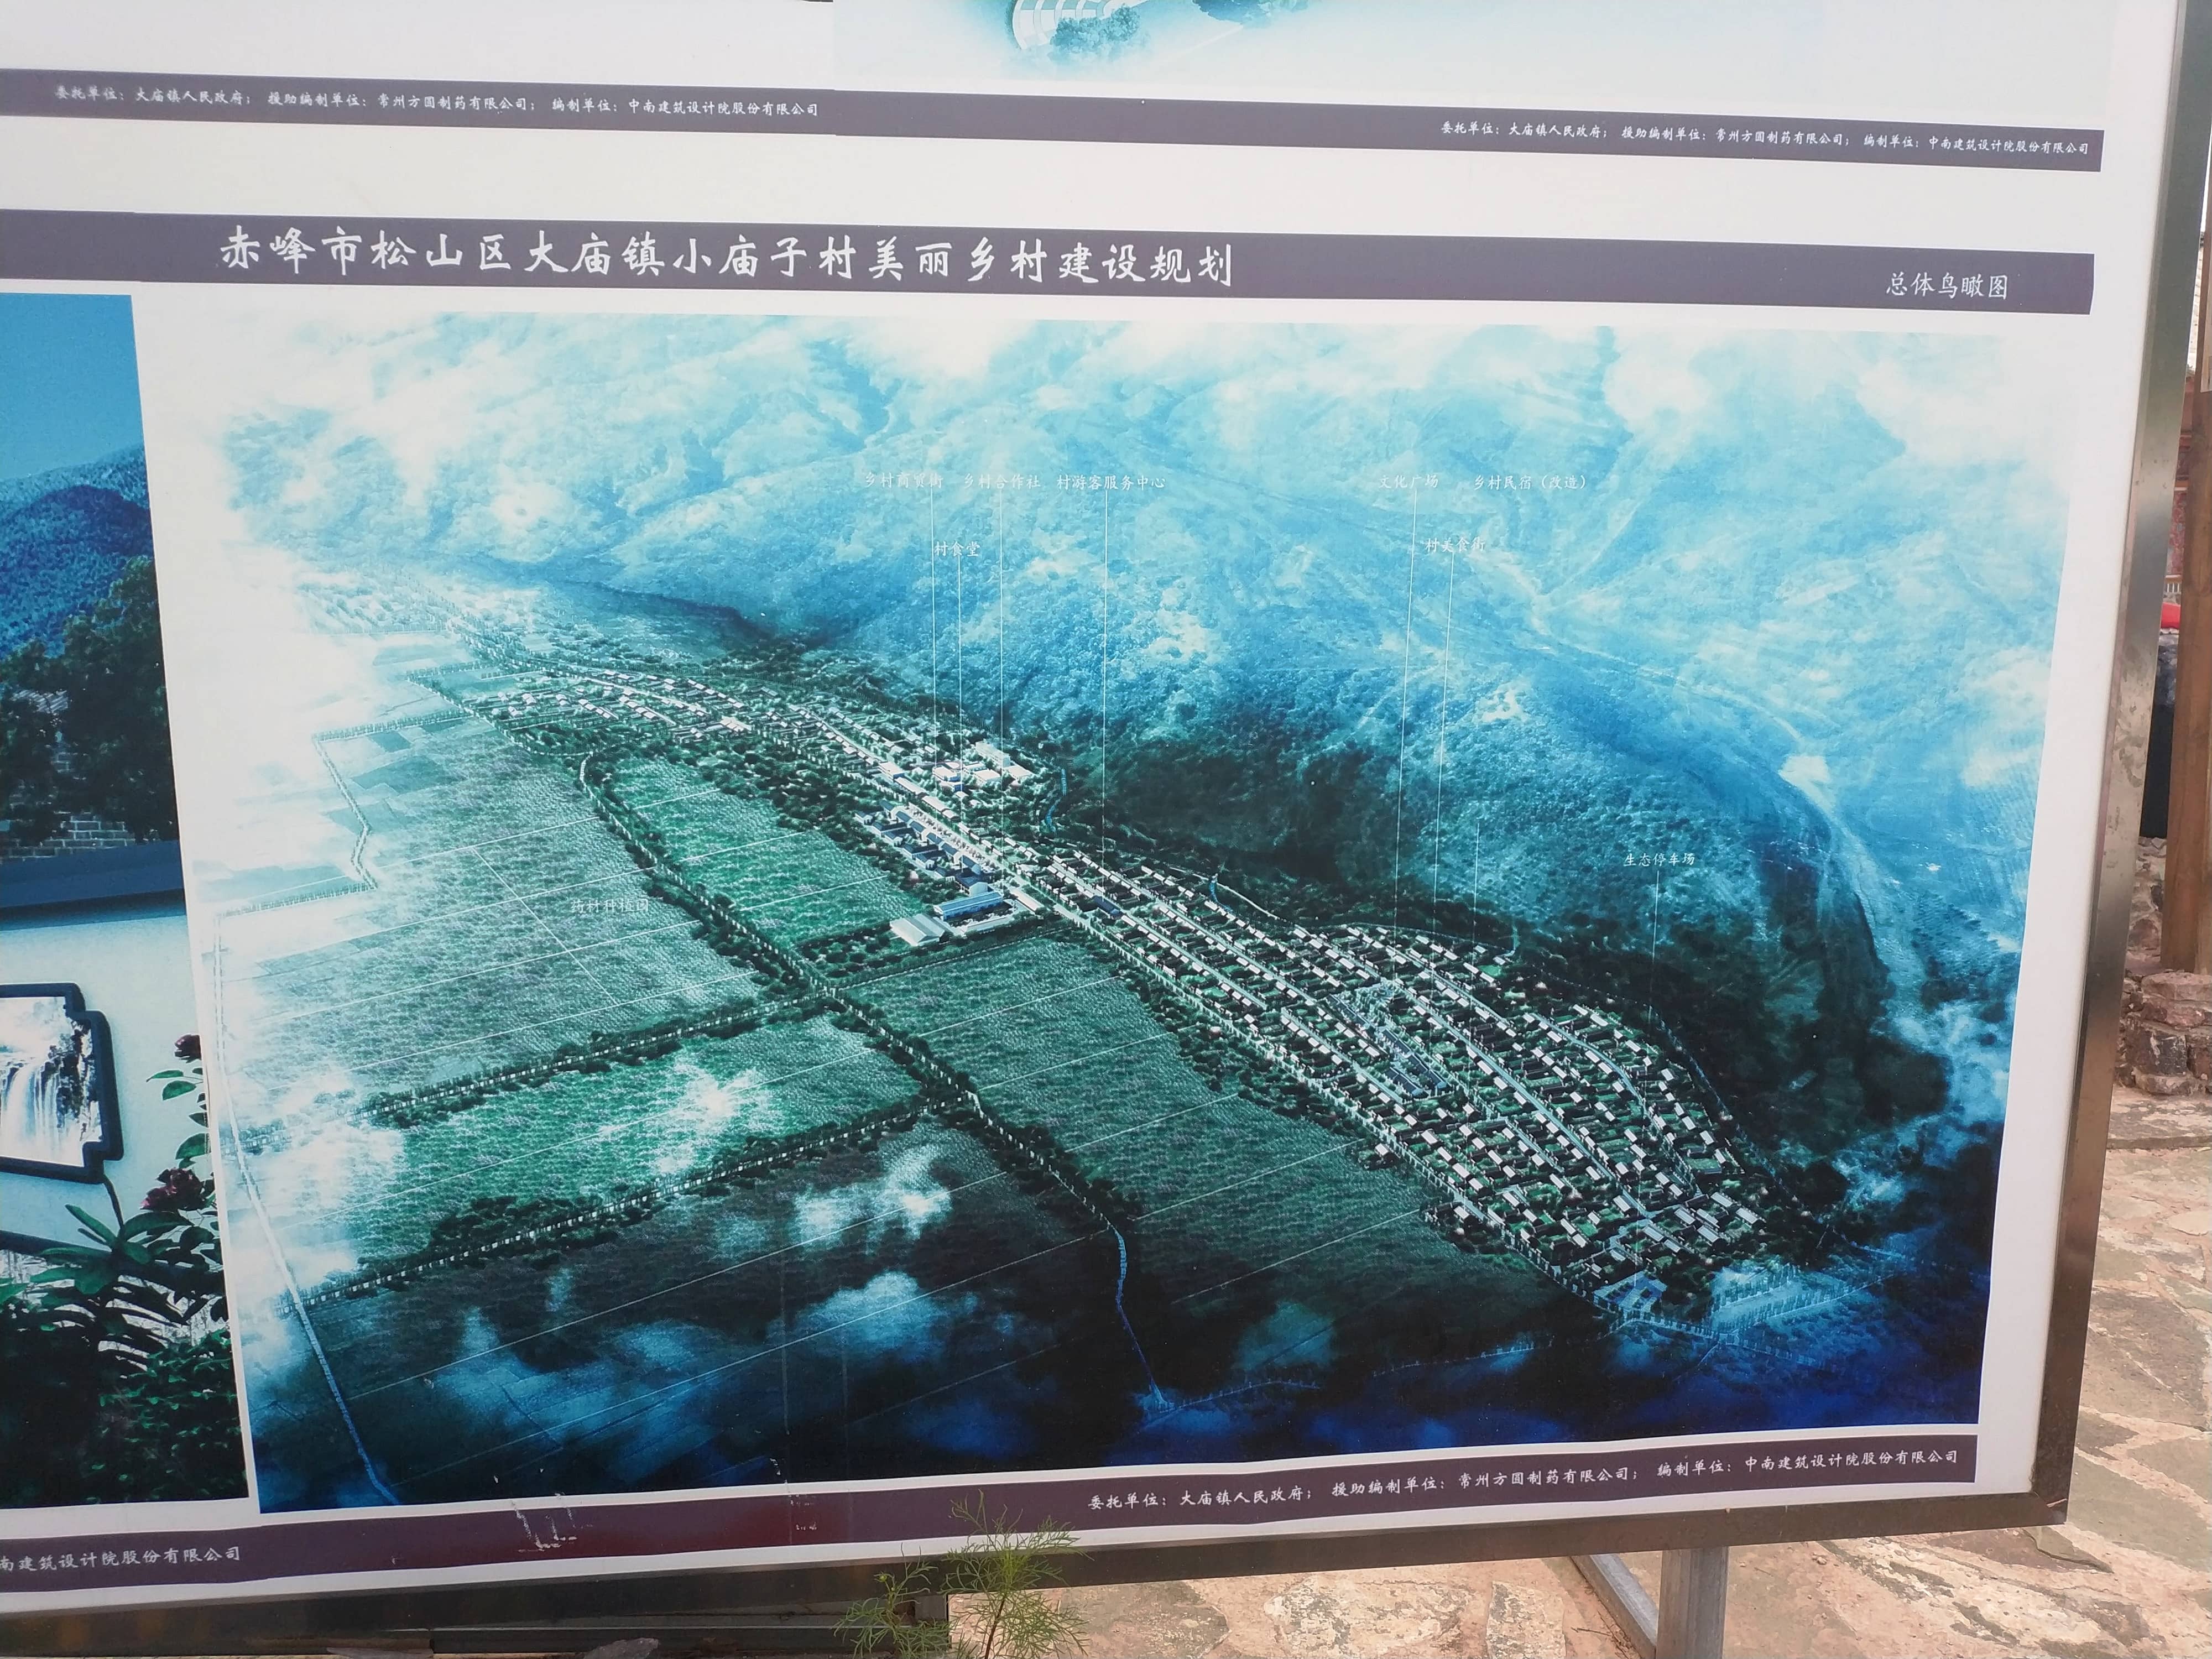 委托单位：大庙镇人民政府； 援助编制单位：常州方圆制药有限公司； 编制单位：中南建筑设计院股份有限公司
委托单位：大庙镇人民政府； 援助编制单位：常州方圆制药有限公司； 编制单位：中南建筑设计院股份有限公司
赤峰市松山区大庙镇小庙子村美丽乡村建设规划
总体鸟瞰图
乡村商贸街 乡村合作社 村游客服务中心 文化广场 乡村民宿（改造）
村食堂 村美食街
生态停车场
药材种植园
委托单位：大庙镇人民政府； 援助编制单位：常州方圆制药有限公司； 编制单位：中南建筑设计院股份有限公司
南建筑设计院股份有限公司